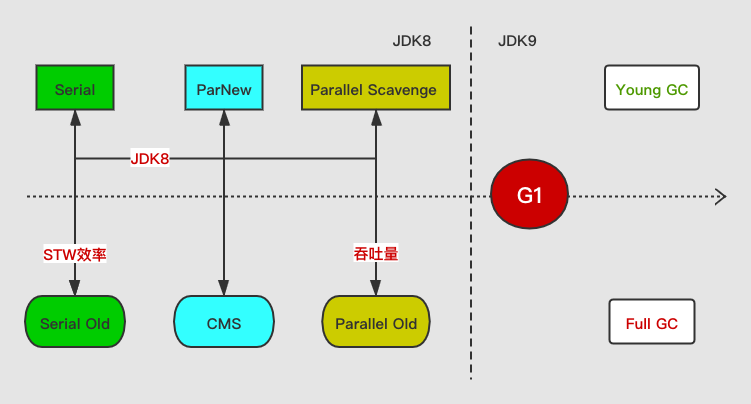 JDK8
JDK9
Serial
ParNew
Parallel Scavenge
Young GC
JDK8
G1
STW效率
吞吐量
Serial Old
CMS
Parallel Old
Full GC